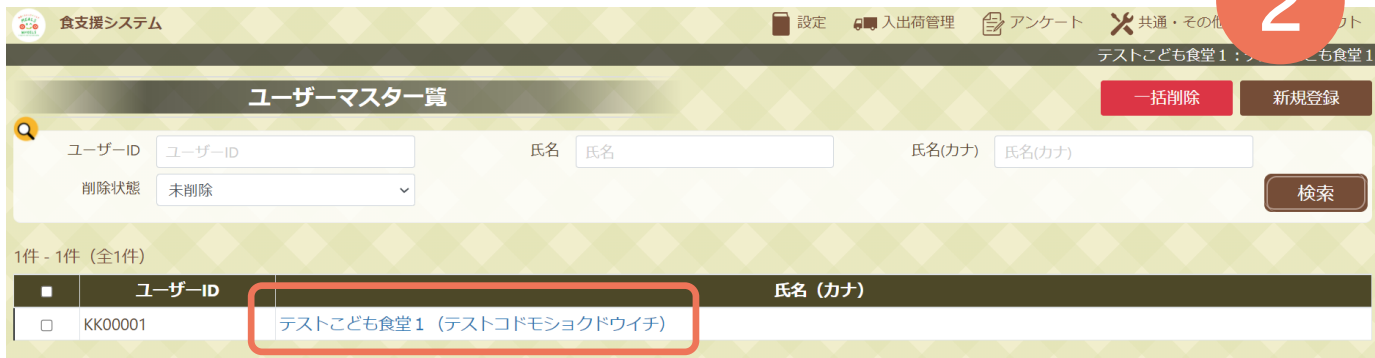 食支援システム 設定 入出荷管理 アンケート 共通・その他
2
テストこども食堂1: こども食堂1
ユーザーマスター覧 一括削除 新規登録
ユーザーID ユーザーID 氏名 氏名 氏名(カナ) 氏名(カナ)
削除状態 未削除
検索
1件 - 1件（全1件）
ユーザーID 氏名（カナ）
KK00001 テストこども食堂１（テストコドモショクドウイチ）